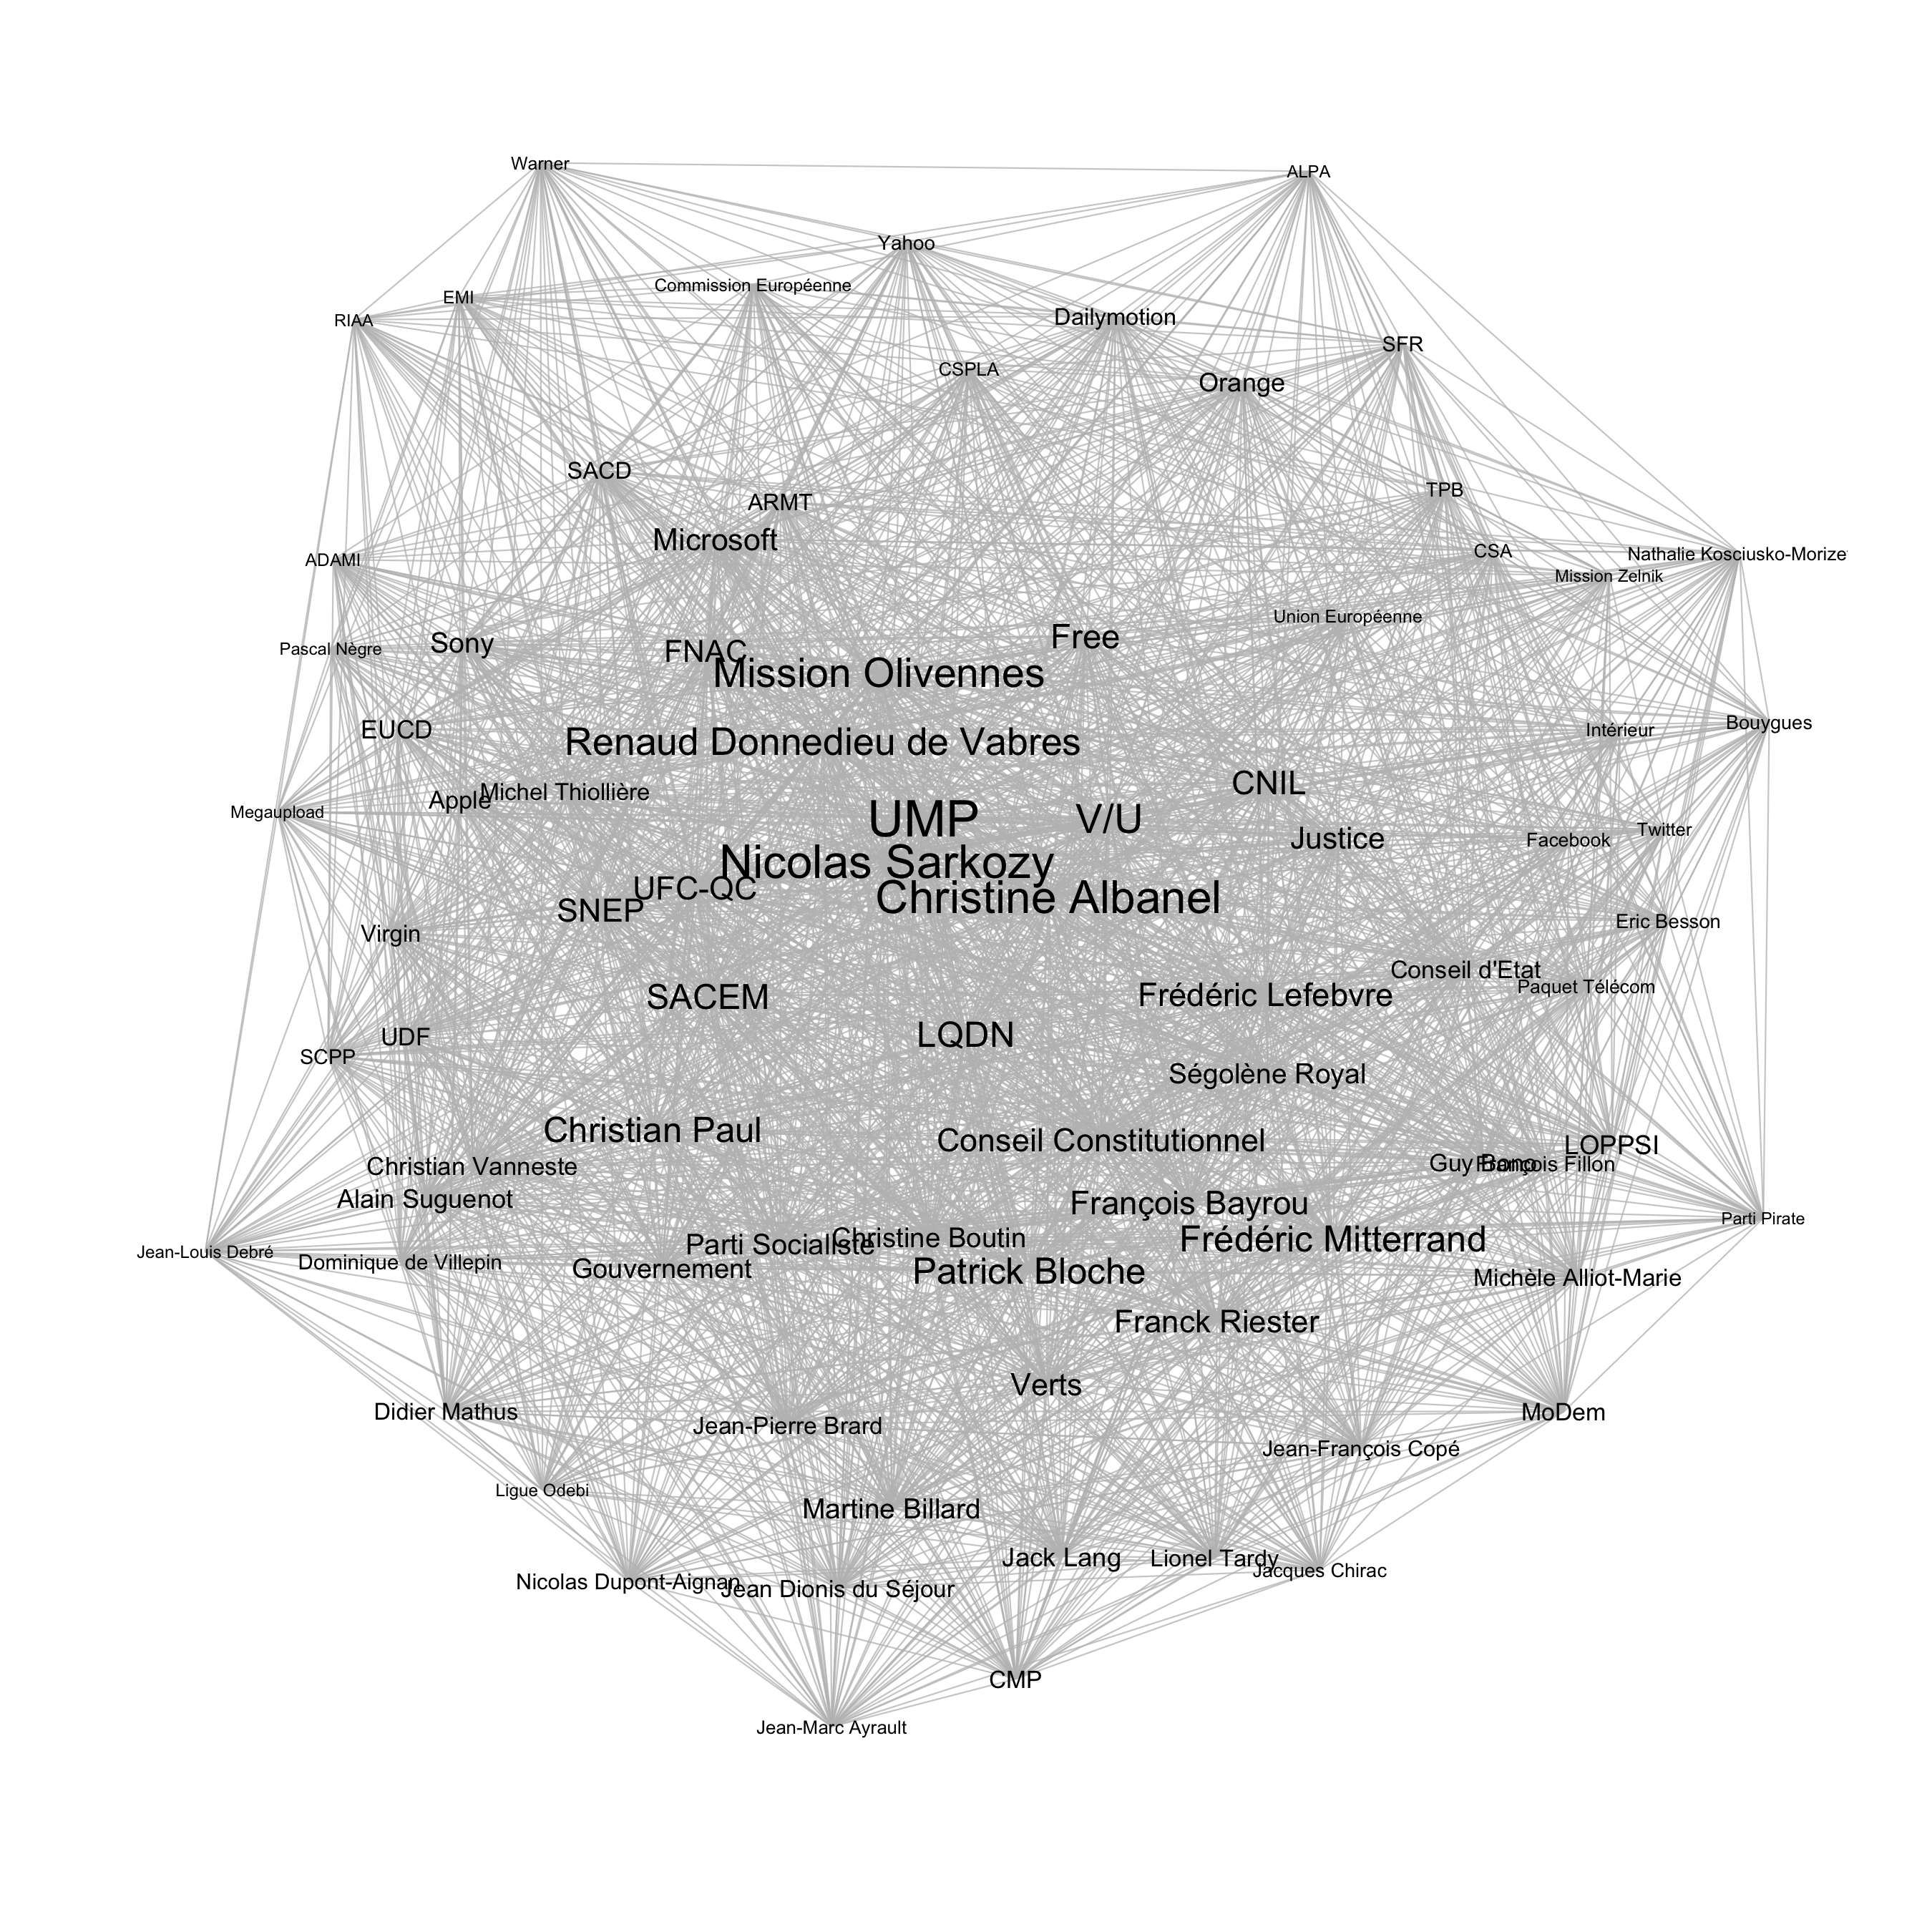 Warner
ALPA
Yahoo
Commission Européenne
EMI
Dailymotion
RIAA
SFR
CSPLA
Orange
SACD
TPB
ARMT
Microsoft
CSA
Nathalie Kosciusko-Morize
ADAMI
Mission Zelnik
Union Européenne
Free
Sony
Pascal Nègre
FNAC
Mission Olivennes
Bouygues
EUCD
Intérieur
Renaud Donnedieu de Vabres
CNIL
Michel Thiollière
Apple
Megaupload
UMP
V/U
Twitter
Justice
Facebook
Nicolas Sarkozy
UFC-QC
Christine Albanel
SNEP
Eric Besson
Virgin
Conseil d'Etat
Paquet Télécom
SACEM
Frédéric Lefebvre
LQDN
UDF
SCPP
Ségolène Royal
Christian Paul
Conseil Constitutionnel
LOPPSI
Guy Bono
François Fillon
Christian Vanneste
Alain Suguenot
François Bayrou
Parti Pirate
Christine Boutin
Frédéric Mitterrand
Parti Socialiste
Jean-Louis Debré
Dominique de Villepin
Gouvernement
Patrick Bloche
Michèle Alliot-Marie
Franck Riester
Verts
Didier Mathus
MoDem
Jean-Pierre Brard
Jean-François Copé
Ligue Odebi
Martine Billard
Jack Lang
Lionel Tardy
Jacques Chirac
Nicolas Dupont-Aignan
Jean Dionis du Séjour
CMP
Jean-Marc Ayrault